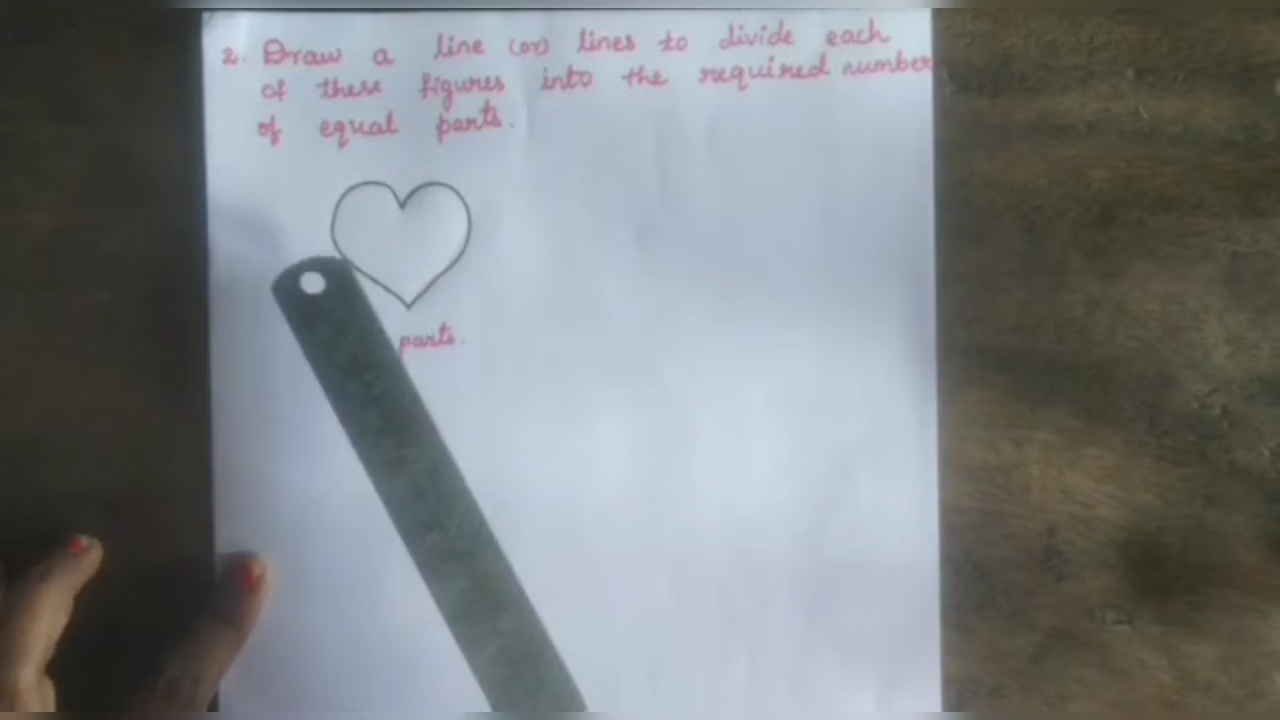 2. Draw a line (or) lines to divide each
of these figures into the required number
of equal parts.
parts.